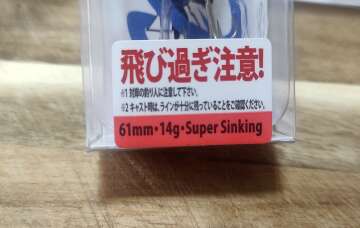 飛び過ぎ注意!
※1 対岸の釣り人に注意して下さい。
※2 キャスト時は、ラインが十分に残っていることをご確認ください。
61mm・14g・Super Sinking